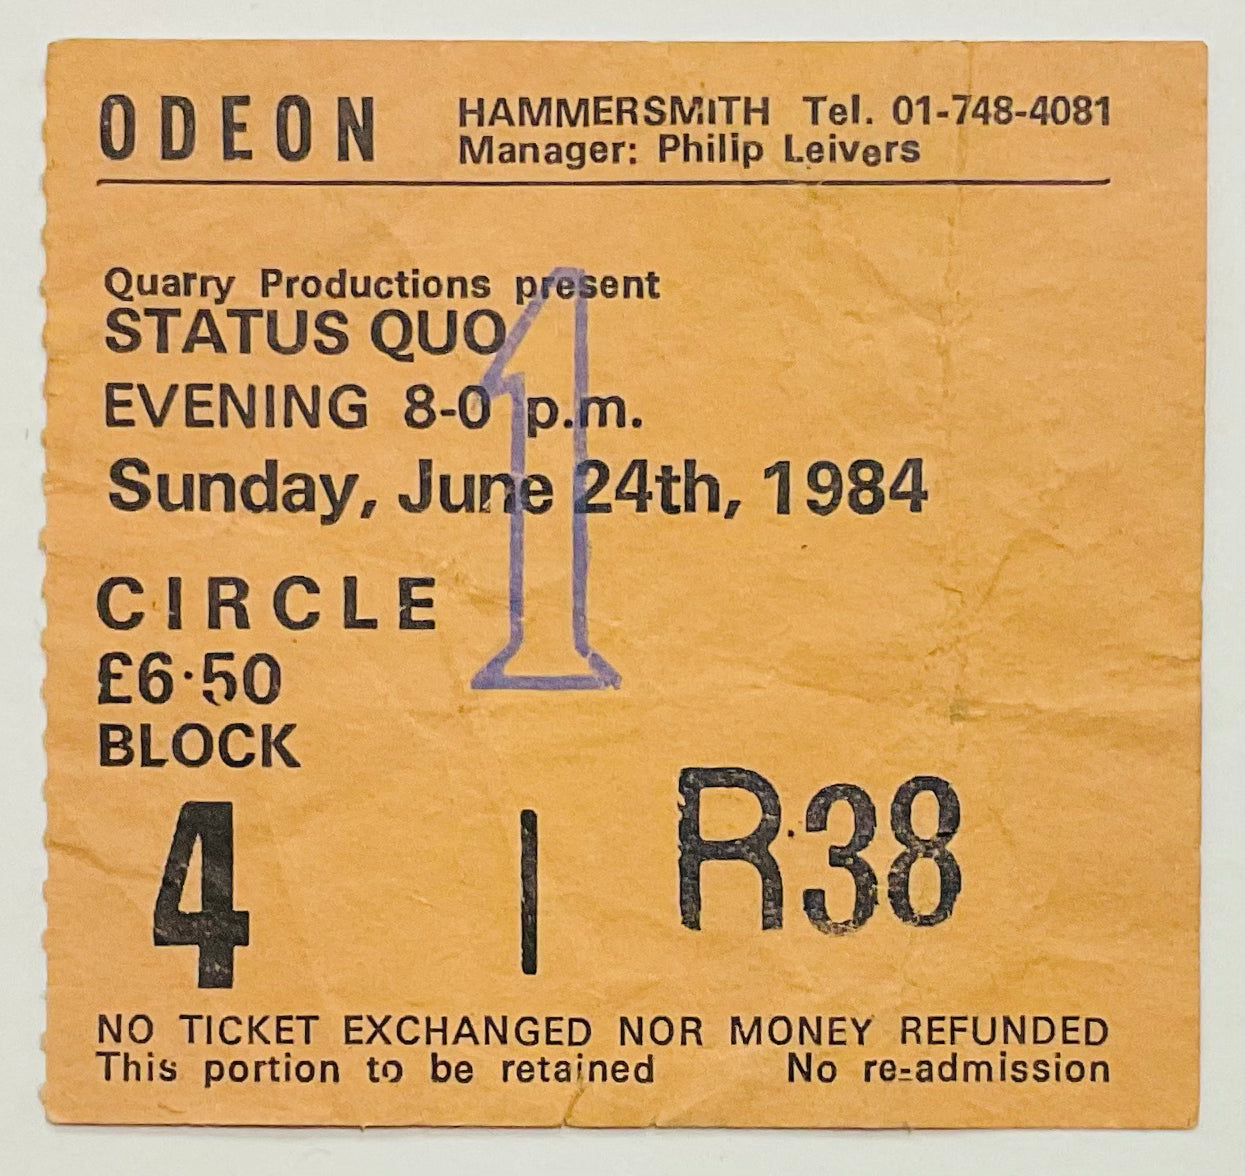 ODEON HAMMERSMITH Tel. 01-748-4081
Manager: Philip Leivers
Quarry Productions present
STATUS QUO
EVENING 8-0 p.m.
Sunday, June 24th, 1984
1
CIRCLE
£6·50
BLOCK
4 | R38
NO TICKET EXCHANGED NOR MONEY REFUNDED
This portion to be retained No re-admission